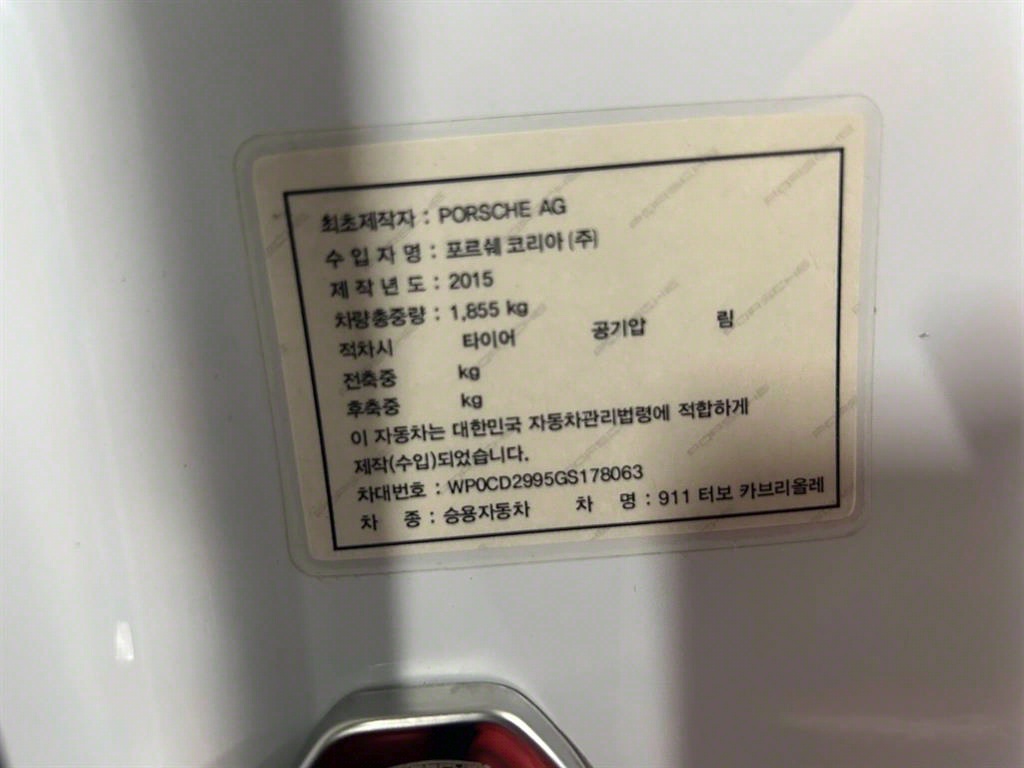 최초제작자 : PORSCHE AG
수 입 자 명 : 포르쉐 코리아 (주)
제 작 년 도 : 2015
차량총중량 : 1,855 kg
적차시 타이어 공기압 림
전축중 kg
후축중 kg
이 자동차는 대한민국 자동차관리법령에 적합하게
제작(수입)되었습니다.
차대번호 : WP0CD2995GS178063
차 종 : 승용자동차 차 명 : 911 터보 카브리올레